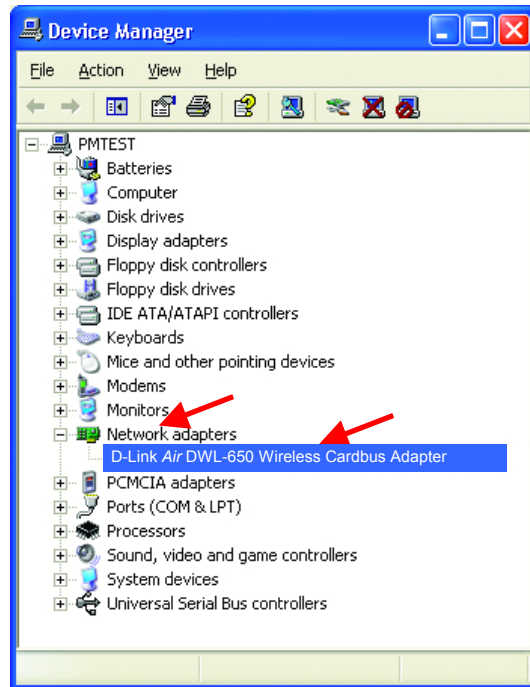 Device Manager
File Action View Help
PMTEST
Batteries
Computer
Disk drives
Display adapters
Floppy disk controllers
Floppy disk drives
IDE ATA/ATAPI controllers
Keyboards
Mice and other pointing devices
Modems
Monitors
Network adapters
D-Link Air DWL-650 Wireless Cardbus Adapter
PCMCIA adapters
Ports (COM & LPT)
Processors
Sound, video and game controllers
System devices
Universal Serial Bus controllers